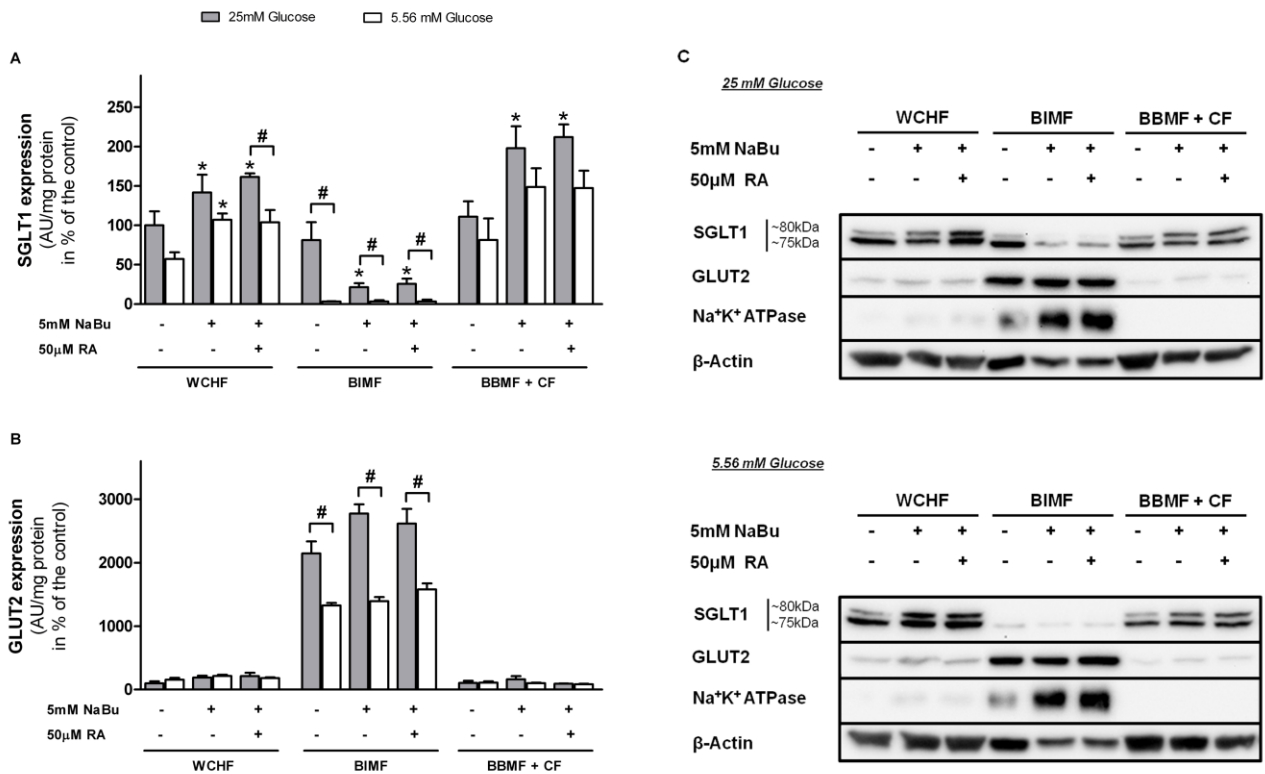 25mM Glucose 5.56 mM Glucose
A
SGLT1 expression
(AU/mg protein
in % of the control)
250
200
150
100
50
0
* * * # # * # * # * *
5mM NaBu - + + - + + - + +
50µM RA - - + - - + - - +
WCHF BIMF BBMF + CF
B
GLUT2 expression
(AU/mg protein
in % of the control)
3000
2000
1000
0
# # #
5mM NaBu - + + - + + - + +
50µM RA - - + - - + - - +
WCHF BIMF BBMF + CF
C
25 mM Glucose
WCHF BIMF BBMF + CF
5mM NaBu - + + - + + - + +
50µM RA - - + - - + - - +
SGLT1 ~80kDa
~75kDa
GLUT2
Na⁺K⁺ ATPase
β-Actin
5.56 mM Glucose
WCHF BIMF BBMF + CF
5mM NaBu - + + - + + - + +
50µM RA - - + - - + - - +
SGLT1 ~80kDa
~75kDa
GLUT2
Na⁺K⁺ ATPase
β-Actin